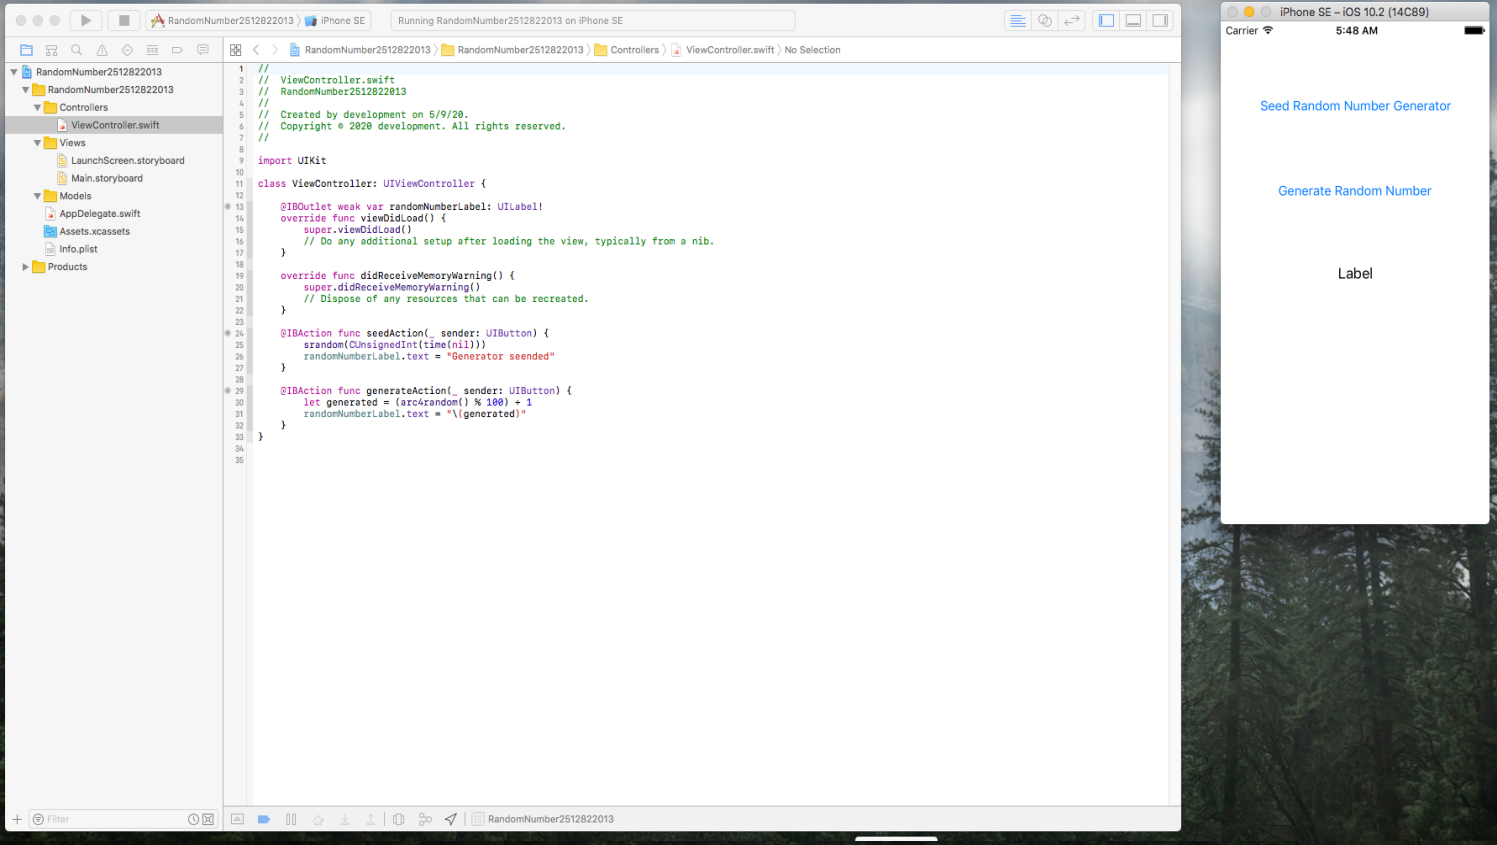 RandomNumber2512822013 iPhone SE
Running RandomNumber2512822013 on iPhone SE
RandomNumber2512822013 RandomNumber2512822013 Controllers ViewController.swift No Selection
RandomNumber2512822013
RandomNumber2512822013
Controllers
ViewController.swift
Views
LaunchScreen.storyboard
Main.storyboard
Models
AppDelegate.swift
Assets.xcassets
Info.plist
Products
Filter
1 //
2 //  ViewController.swift
3 //  RandomNumber2512822013
4 //
5 //  Created by development on 5/9/20.
6 //  Copyright © 2020 development. All rights reserved.
7 //
8
9 import UIKit
10
11 class ViewController: UIViewController {
12
13     @IBOutlet weak var randomNumberLabel: UILabel!
14     override func viewDidLoad() {
15         super.viewDidLoad()
16         // Do any additional setup after loading the view, typically from a nib.
17     }
18
19     override func didReceiveMemoryWarning() {
20         super.didReceiveMemoryWarning()
21         // Dispose of any resources that can be recreated.
22     }
23
24     @IBAction func seedAction(_ sender: UIButton) {
25         srandom(CUnsignedInt(time(nil)))
26         randomNumberLabel.text = "Generator seended"
27     }
28
29     @IBAction func generateAction(_ sender: UIButton) {
30         let generated = (arc4random() % 100) + 1
31         randomNumberLabel.text = "\(generated)"
32     }
33 }
34
35
RandomNumber2512822013
iPhone SE – iOS 10.2 (14C89)
Carrier 5:48 AM
Seed Random Number Generator
Generate Random Number
Label